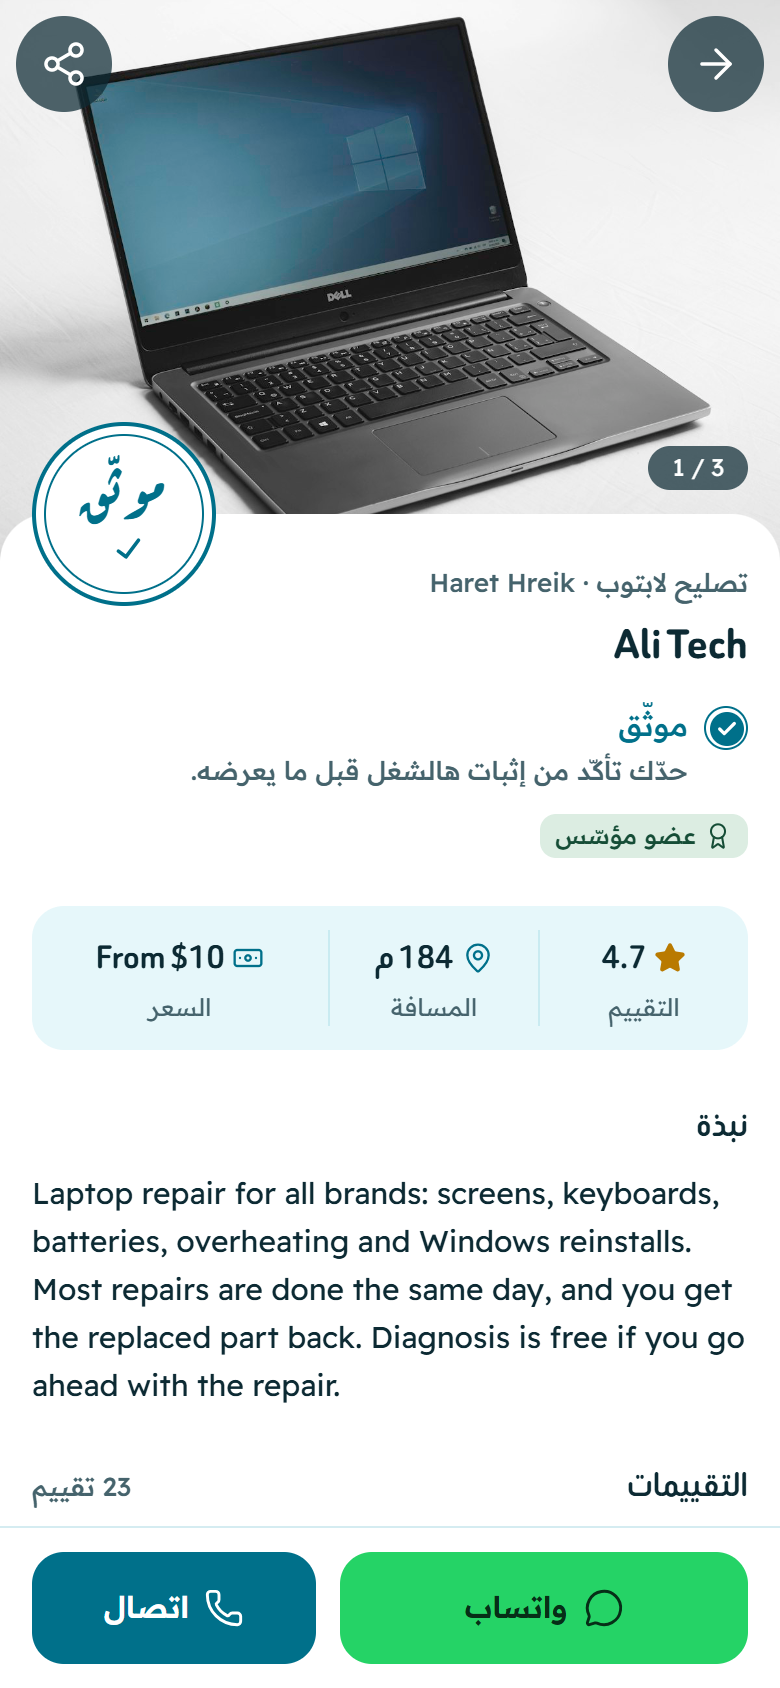 DELL
1 / 3
موثّق
تصليح لابتوب · Haret Hreik
Ali Tech
موثّق
حدّك تأكّد من إثبات هالشغل قبل ما يعرضه.
عضو مؤسّس
4.7
التقييم
184 م
المسافة
From $10
السعر
نبذة
Laptop repair for all brands: screens, keyboards,
batteries, overheating and Windows reinstalls.
Most repairs are done the same day, and you get
the replaced part back. Diagnosis is free if you go
ahead with the repair.
التقييمات
23 تقييم
واتساب
اتصال